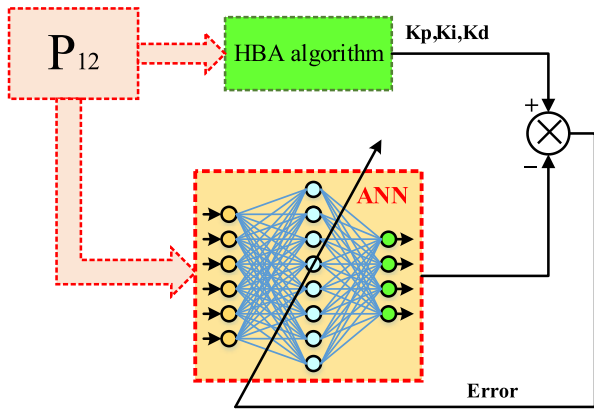 P12
HBA algorithm
Kp,Ki,Kd
+
−
ANN
Error